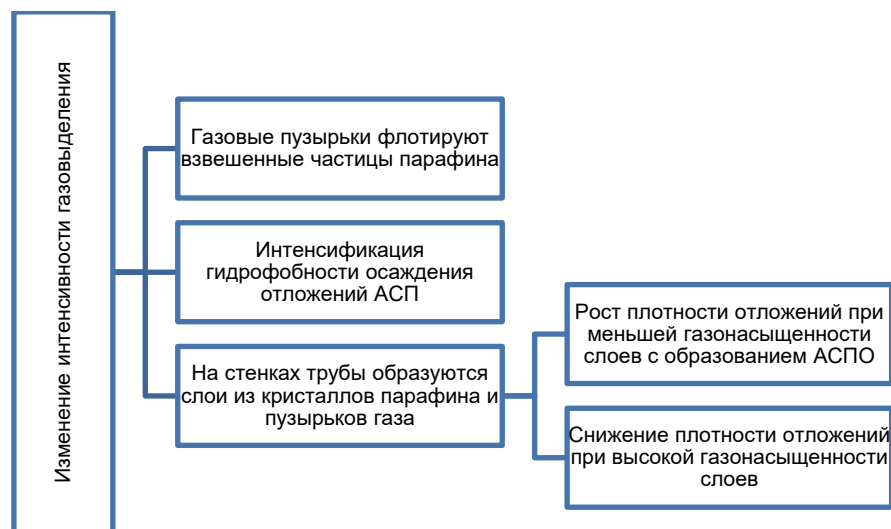 Изменение интенсивности газовыделения
Газовые пузырьки флотируют
взвешенные частицы парафина
Интенсификация
гидрофобности осаждения
отложений АСП
На стенках трубы образуются
слои из кристаллов парафина и
пузырьков газа
Рост плотности отложений при
меньшей газонасыщенности
слоев с образованием АСПО
Снижение плотности отложений
при высокой газонасыщенности
слоев